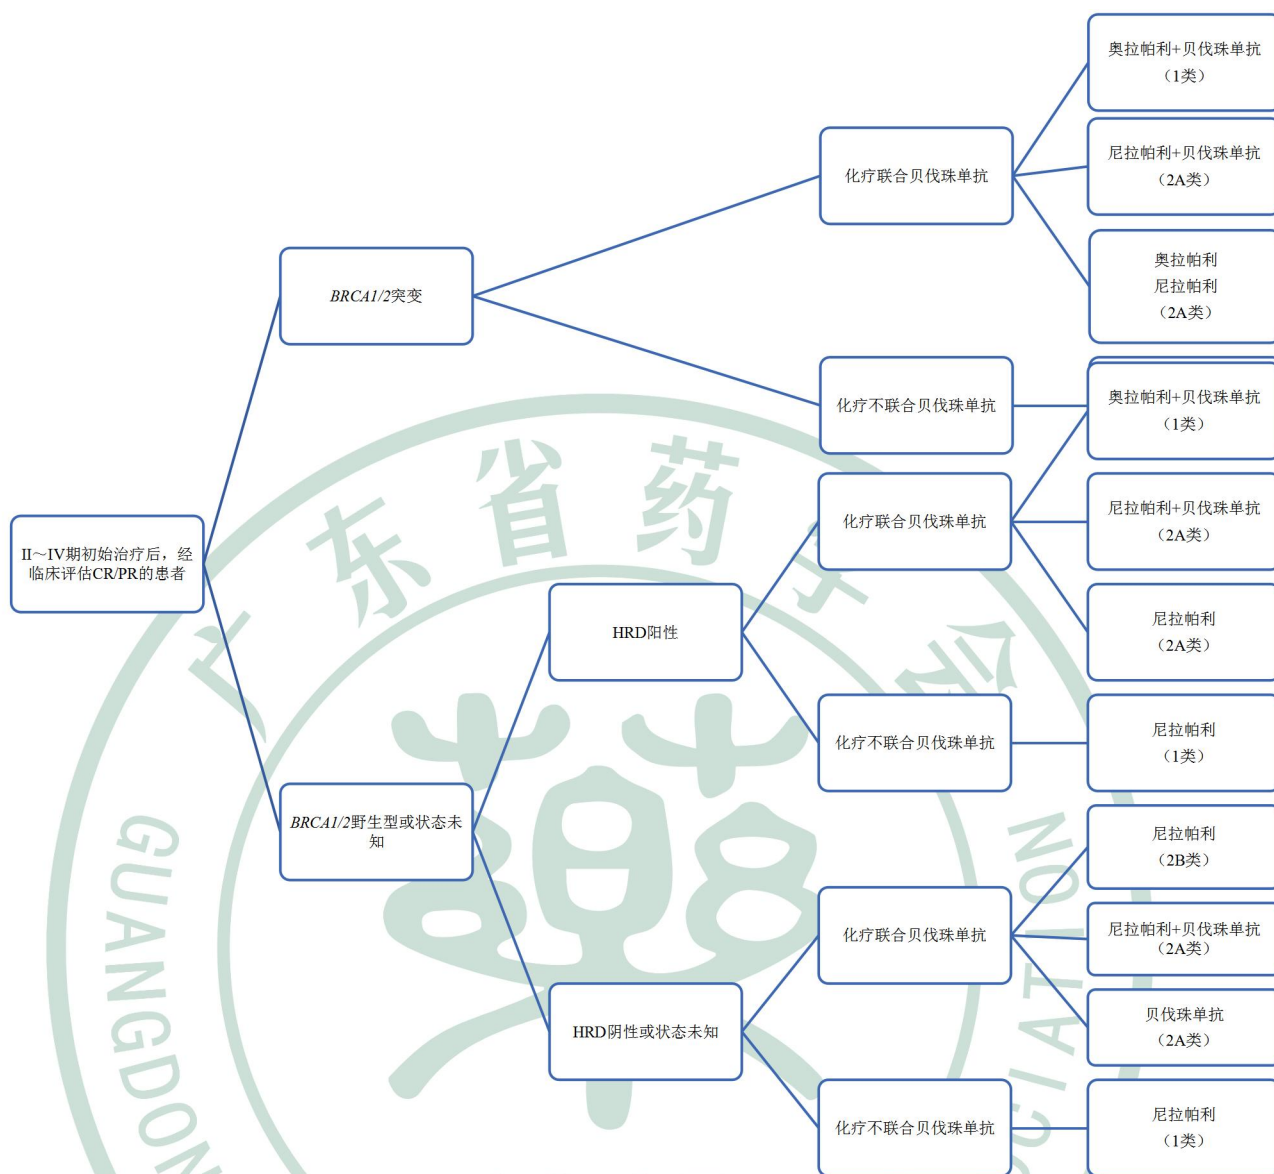 II～IV期初始治疗后，经
临床评估CR/PR的患者
BRCA1/2突变
化疗联合贝伐珠单抗
奥拉帕利+贝伐珠单抗
（1类）
尼拉帕利+贝伐珠单抗
（2A类）
奥拉帕利
尼拉帕利
（2A类）
化疗不联合贝伐珠单抗
BRCA1/2野生型或状态未
知
HRD阳性
化疗联合贝伐珠单抗
奥拉帕利+贝伐珠单抗
（1类）
尼拉帕利+贝伐珠单抗
（2A类）
尼拉帕利
（2A类）
化疗不联合贝伐珠单抗
尼拉帕利
（1类）
HRD阴性或状态未知
化疗联合贝伐珠单抗
尼拉帕利
（2B类）
尼拉帕利+贝伐珠单抗
（2A类）
贝伐珠单抗
（2A类）
化疗不联合贝伐珠单抗
尼拉帕利
（1类）
广东省药学会
GUANGDON
OCIATION